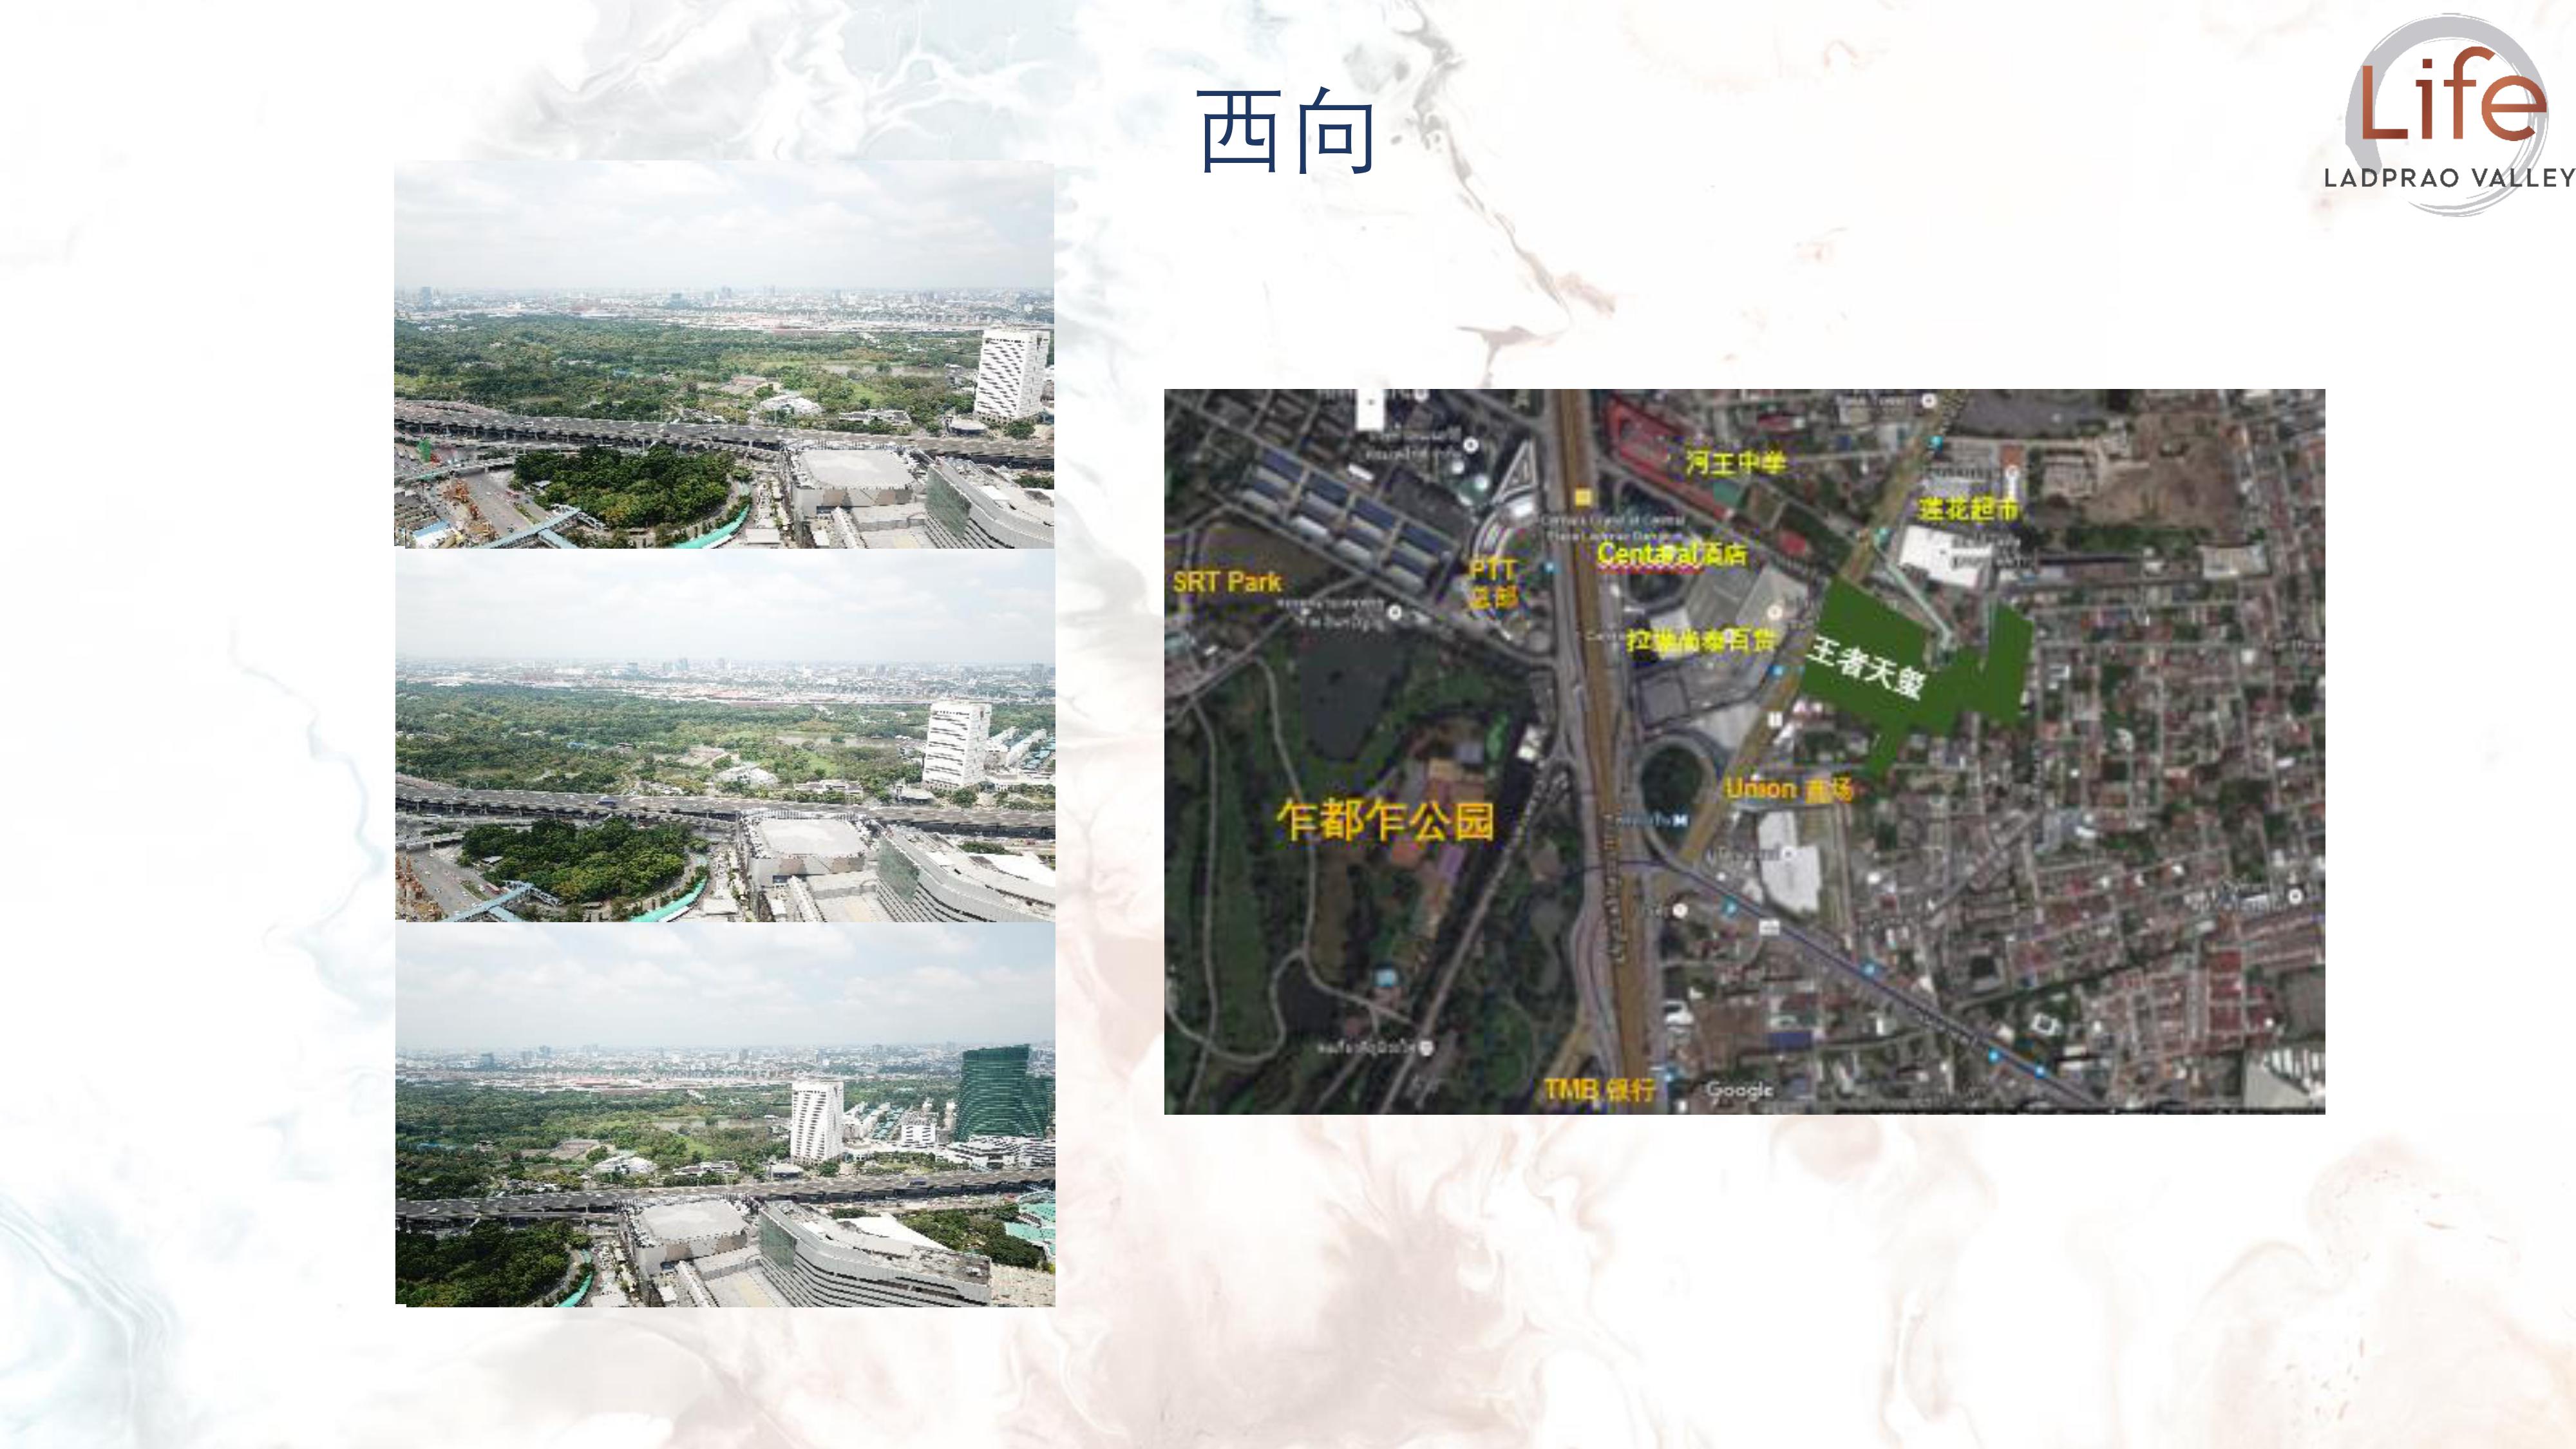 西向
Life
LADPRAO VALLEY
河王中学
莲花超市
Centaral酒店
PTT
总部
SRT Park
拉抛尚泰百货
王者天玺
Union 商场
乍都乍公园
TMB 银行
Google